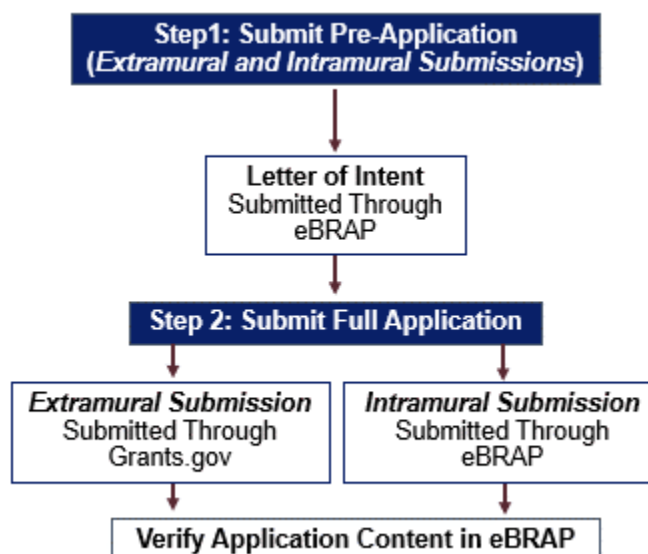 Step1: Submit Pre-Application
(Extramural and Intramural Submissions)
Letter of Intent
Submitted Through
eBRAP
Step 2: Submit Full Application
Extramural Submission
Submitted Through
Grants.gov
Intramural Submission
Submitted Through
eBRAP
Verify Application Content in eBRAP